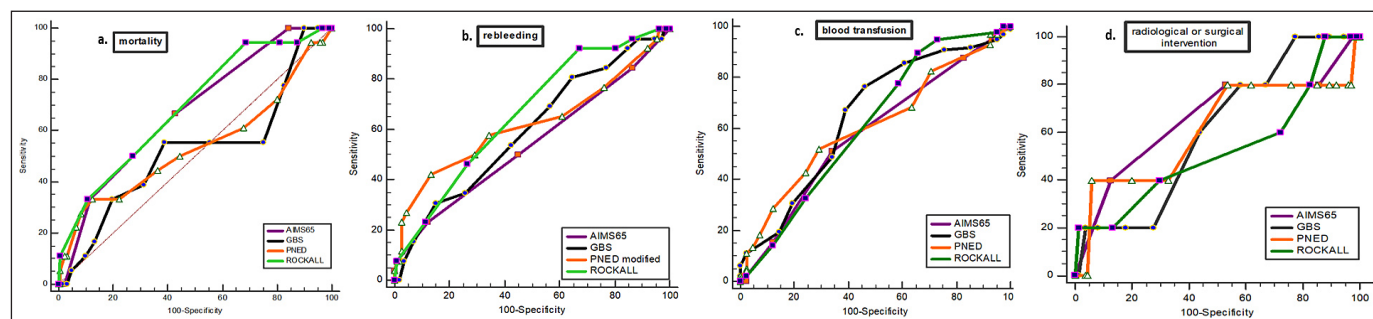 a.
mortality
100
80
60
40
20
0
Sensitivity
0 20 40 60 80 100
100-Specificity
AIMS65
GBS
PNED
ROCKALL
b.
rebleeding
100
80
60
40
20
0
Sensitivity
0 20 40 60 80 100
100-Specificity
AIMS65
GBS
PNED modified
ROCKALL
c.
blood transfusion
100
80
60
40
20
0
Sensitivity
0 20 40 60 80 100
100-Specificity
AIMS65
GBS
PNED
ROCKALL
d.
radiological or surgical
intervention
100
80
60
40
20
0
Sensitivity
0 20 40 60 80 100
100-Specificity
AIMS65
GBS
PNED
ROCKALL